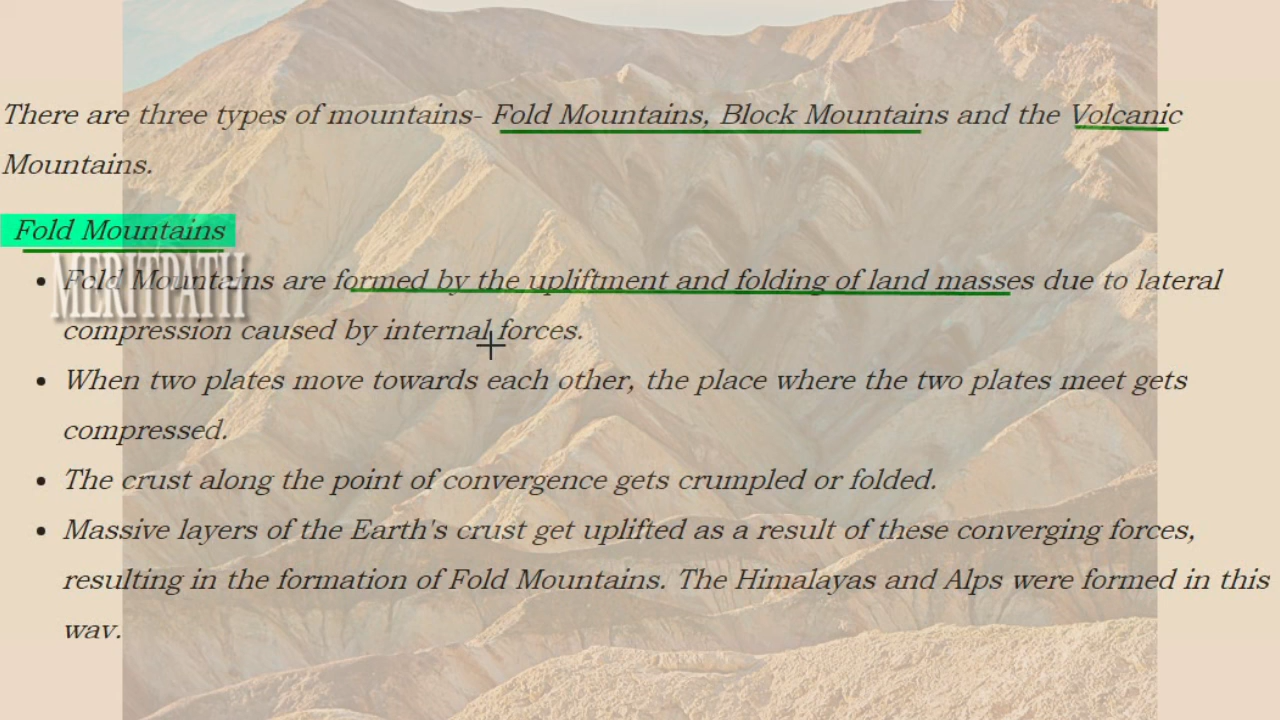 There are three types of mountains- Fold Mountains, Block Mountains and the Volcanic
Mountains.
Fold Mountains
MERITPATH
• Fold Mountains are formed by the upliftment and folding of land masses due to lateral
compression caused by internal forces.
• When two plates move towards each other, the place where the two plates meet gets
compressed.
• The crust along the point of convergence gets crumpled or folded.
• Massive layers of the Earth's crust get uplifted as a result of these converging forces,
resulting in the formation of Fold Mountains. The Himalayas and Alps were formed in this
way.